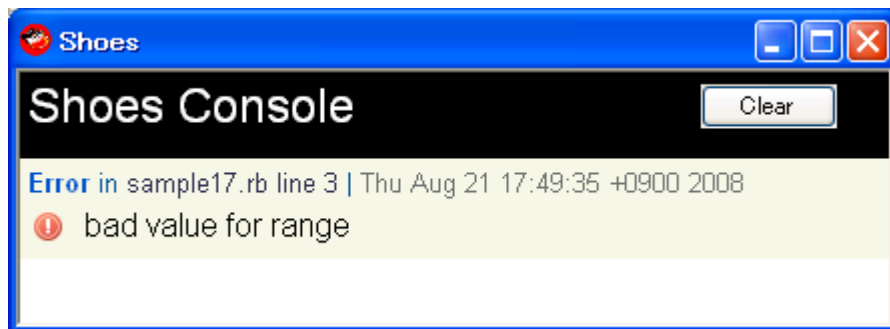 Shoes
Shoes Console
Clear
Error in sample17.rb line 3 | Thu Aug 21 17:49:35 +0900 2008
bad value for range